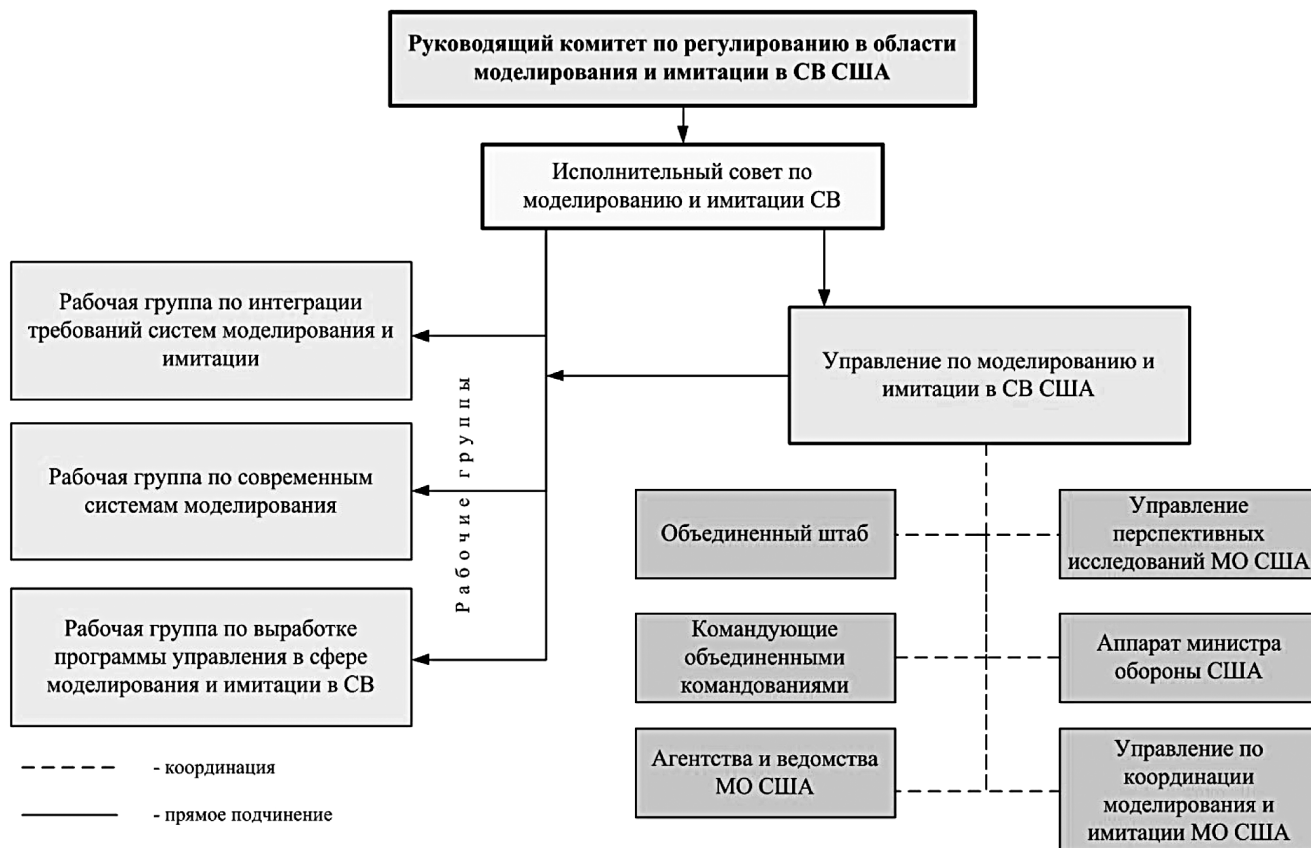 Руководящий комитет по регулированию в области
моделирования и имитации в СВ США
Исполнительный совет по
моделированию и имитации СВ
Рабочая группа по интеграции
требований систем моделирования и
имитации
Управление по моделированию и
имитации в СВ США
Рабочие группы
Рабочая группа по современным
системам моделирования
Рабочая группа по выработке
программы управления в сфере
моделирования и имитации в СВ
Объединенный штаб
Управление
перспективных
исследований МО США
Командующие
объединенными
командованиями
Аппарат министра
обороны США
Агентства и ведомства
МО США
Управление по
координации
моделирования и
имитации МО США
- координация
- прямое подчинение